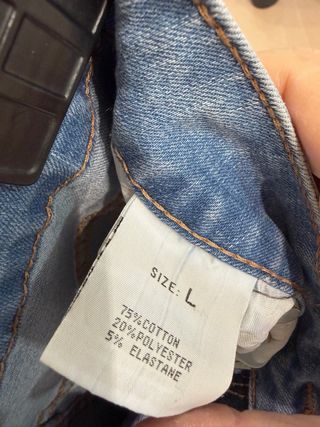 SIZE: L
75%COTTON
20%POLYESTER
5% ELASTANE